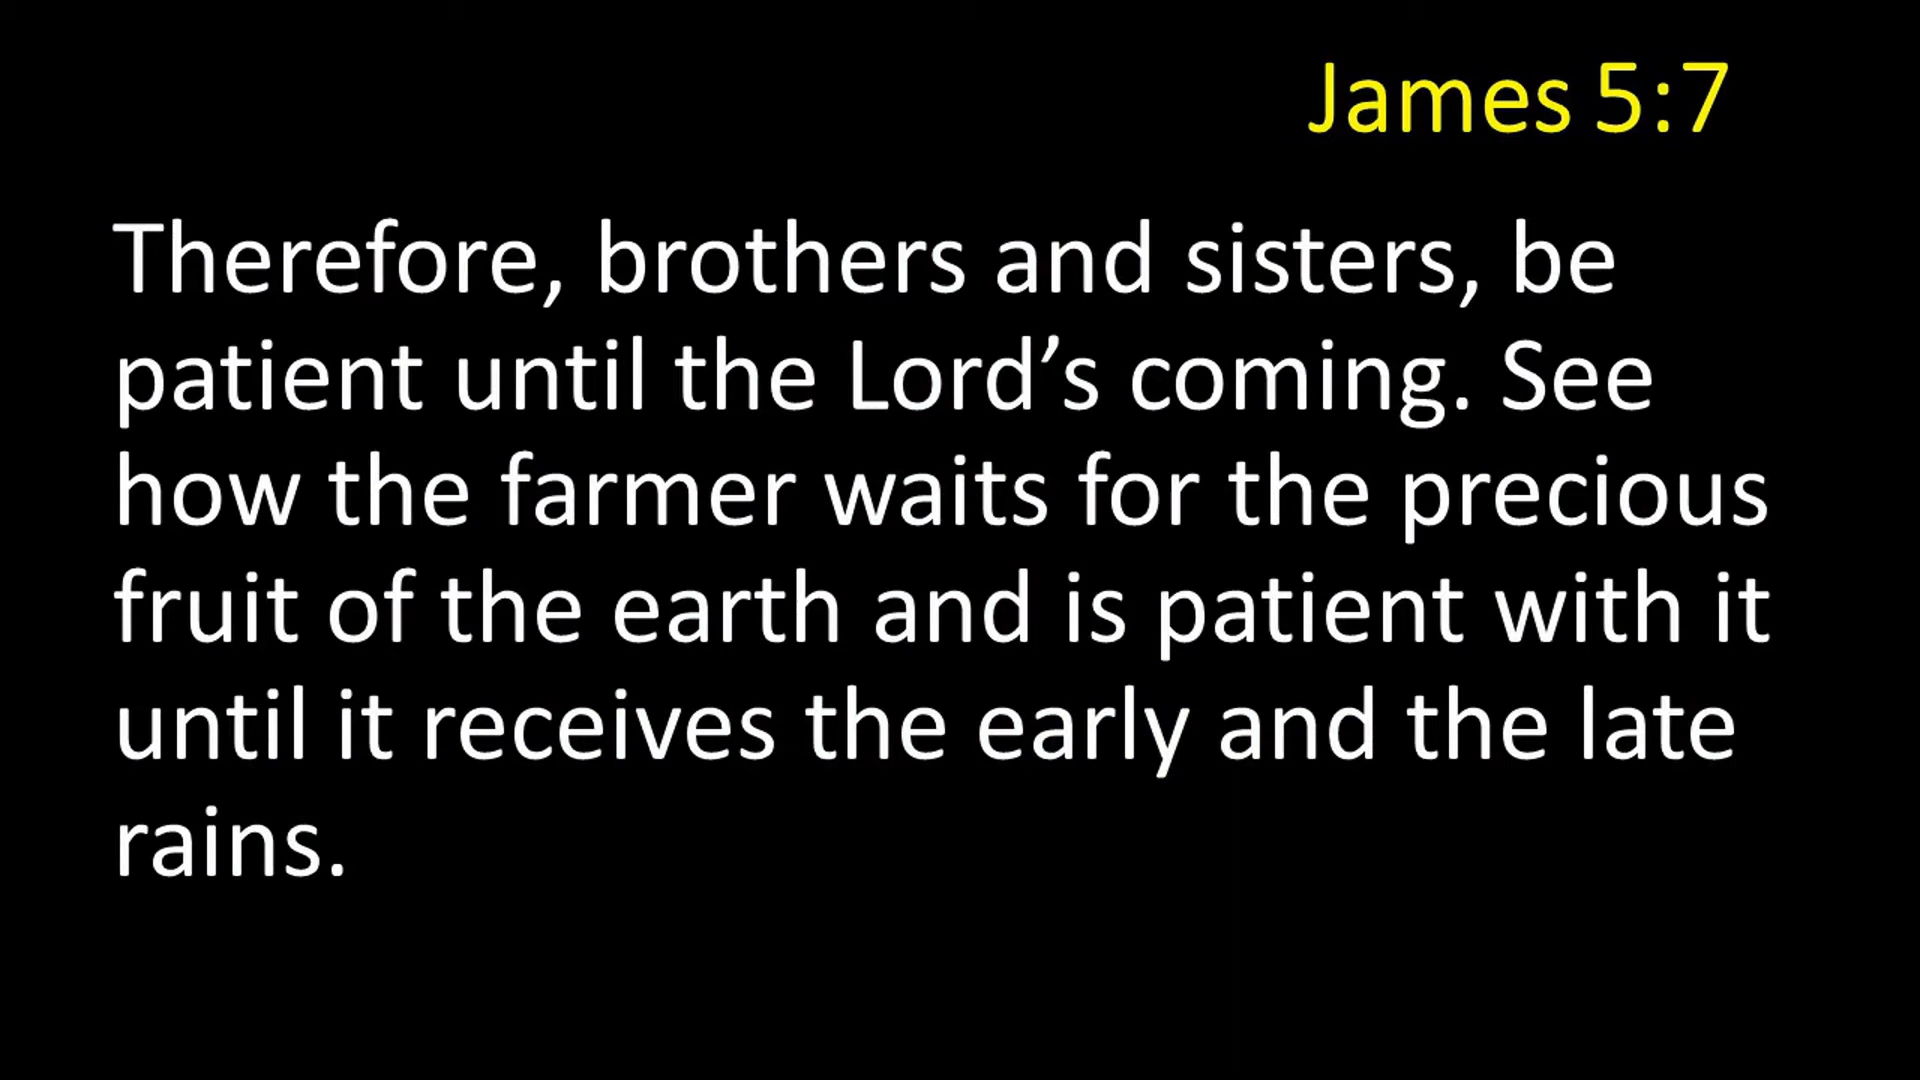 James 5:7
Therefore, brothers and sisters, be
patient until the Lord’s coming. See
how the farmer waits for the precious
fruit of the earth and is patient with it
until it receives the early and the late
rains.